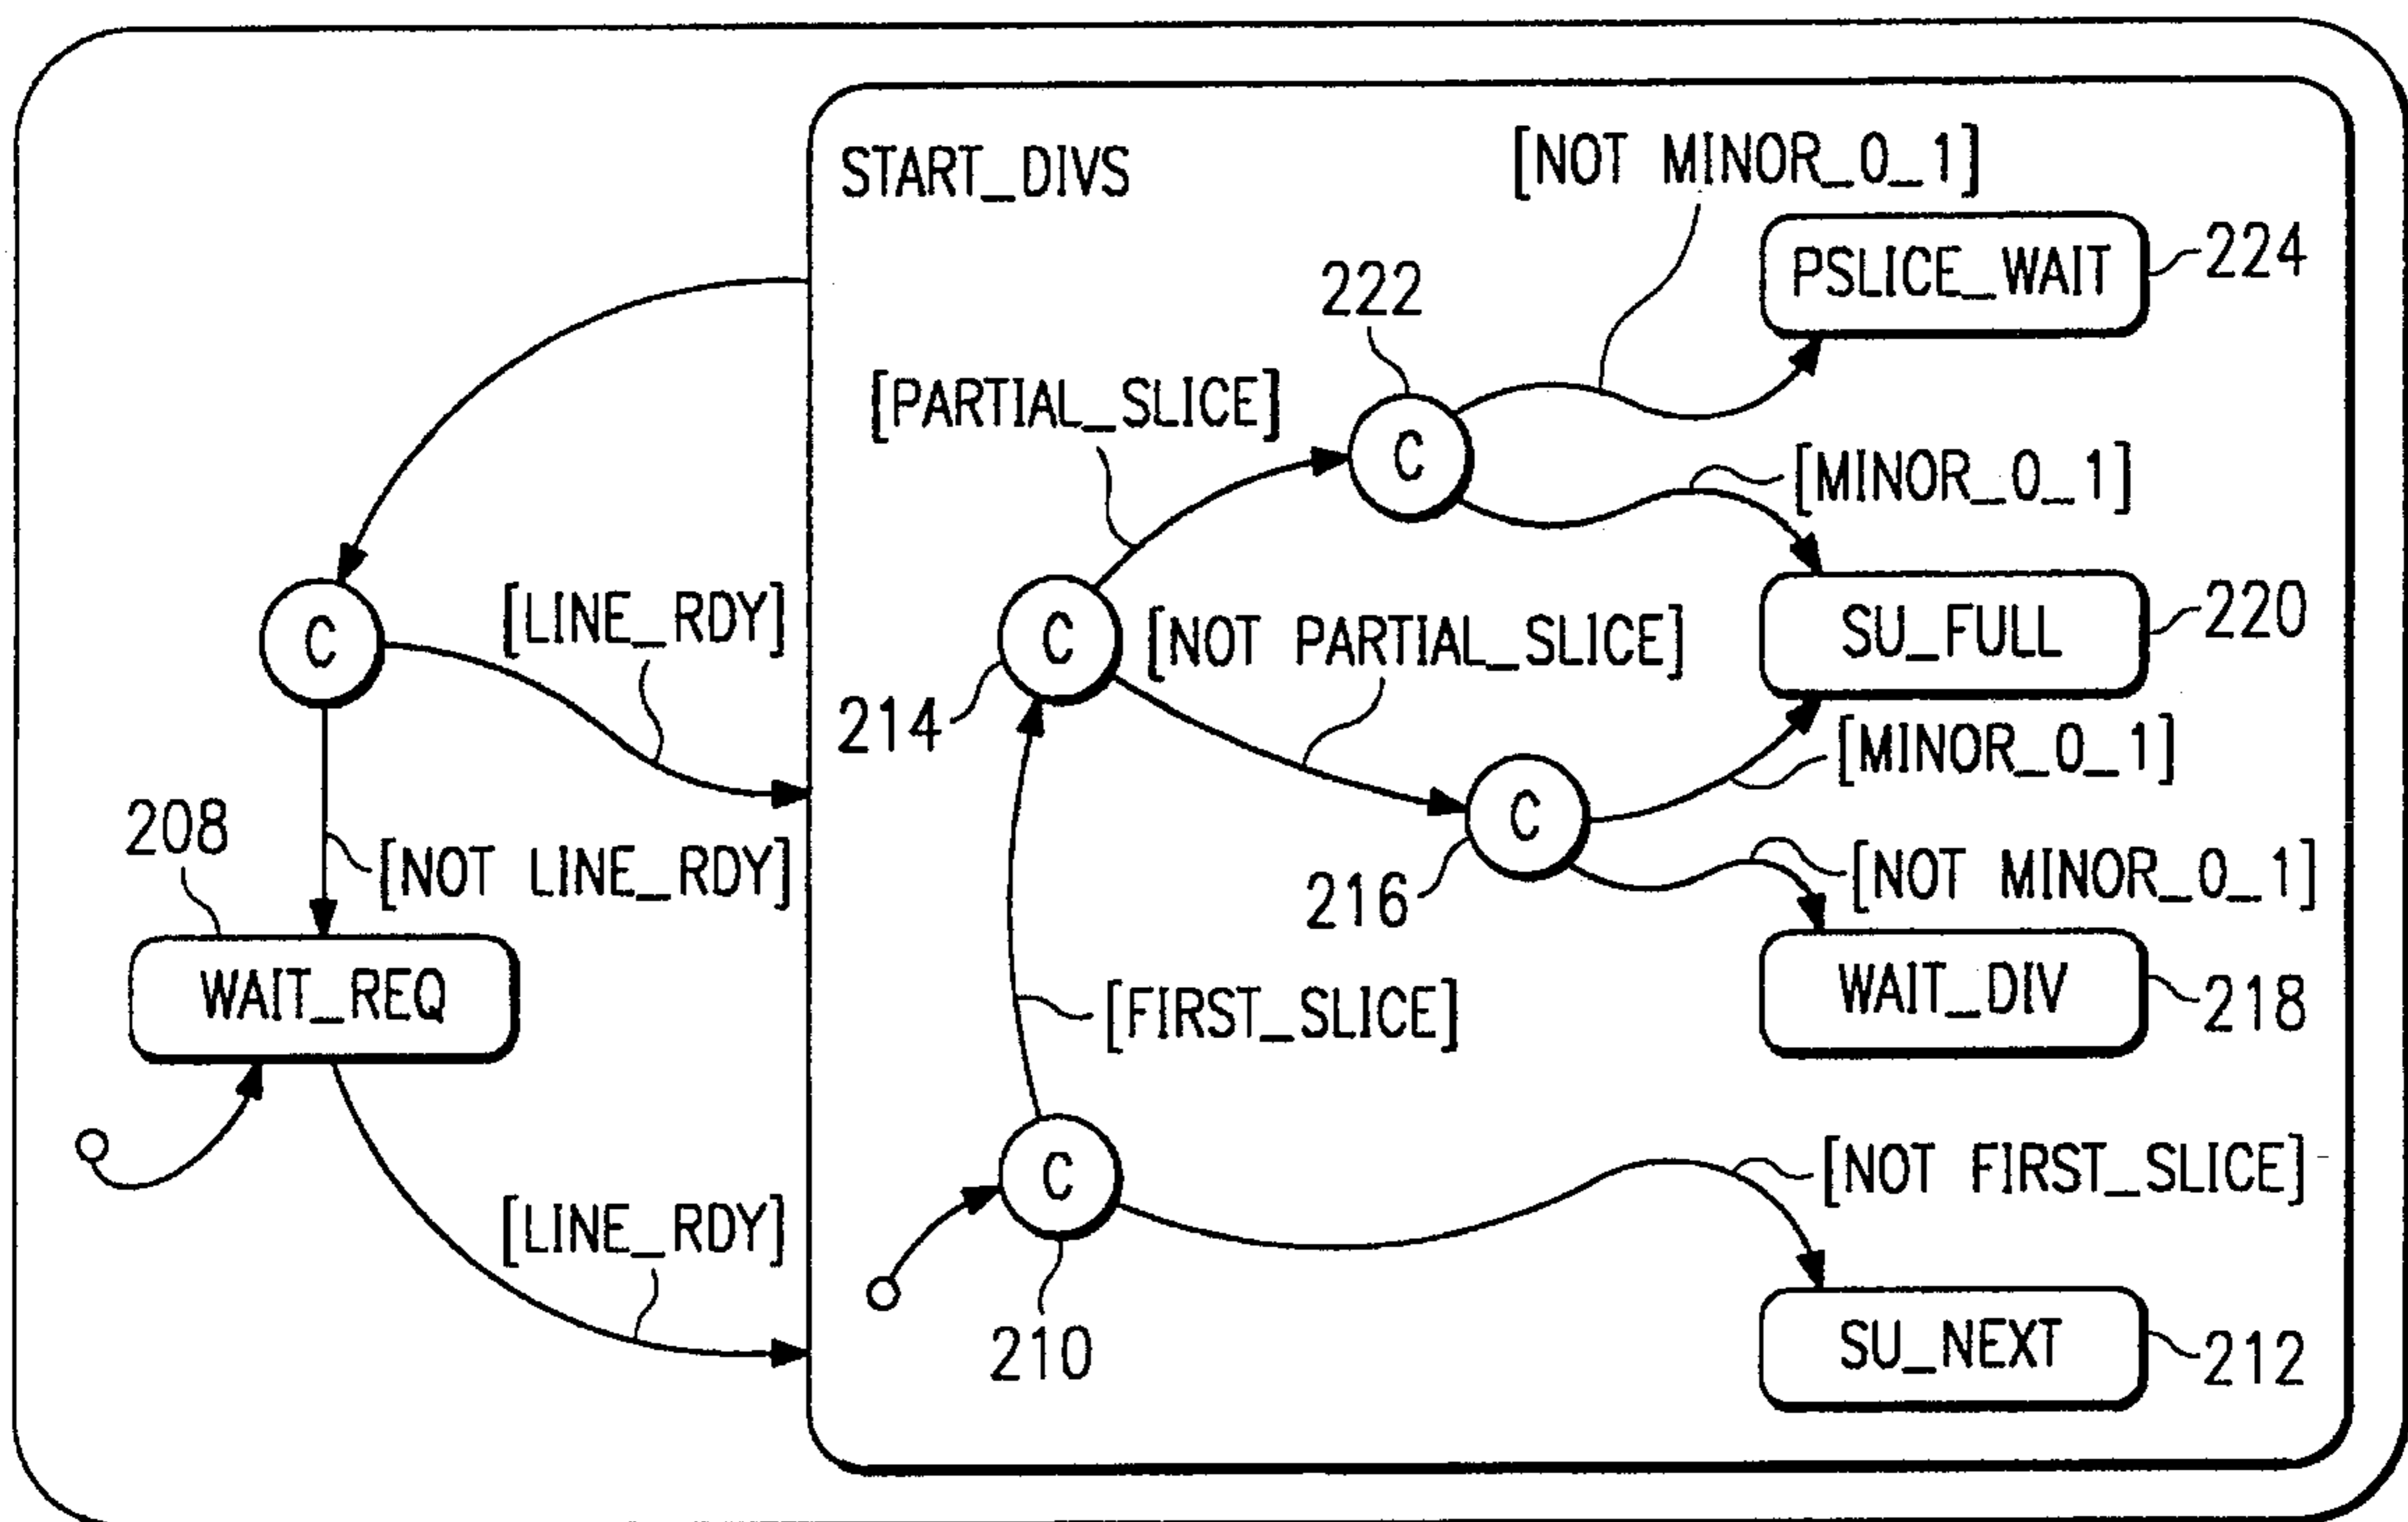 START_DIVS
[NOT MINOR_0_1]
PSLICE_WAIT
224
222
[PARTIAL_SLICE]
C
[MINOR_0_1]
C
[LINE_RDY]
C
[NOT PARTIAL_SLICE]
SU_FULL
220
214
[MINOR_0_1]
C
208
[NOT LINE_RDY]
216
[NOT MINOR_0_1]
WAIT_REQ
[FIRST_SLICE]
WAIT_DIV
218
C
[LINE_RDY]
[NOT FIRST_SLICE]
210
SU_NEXT
212